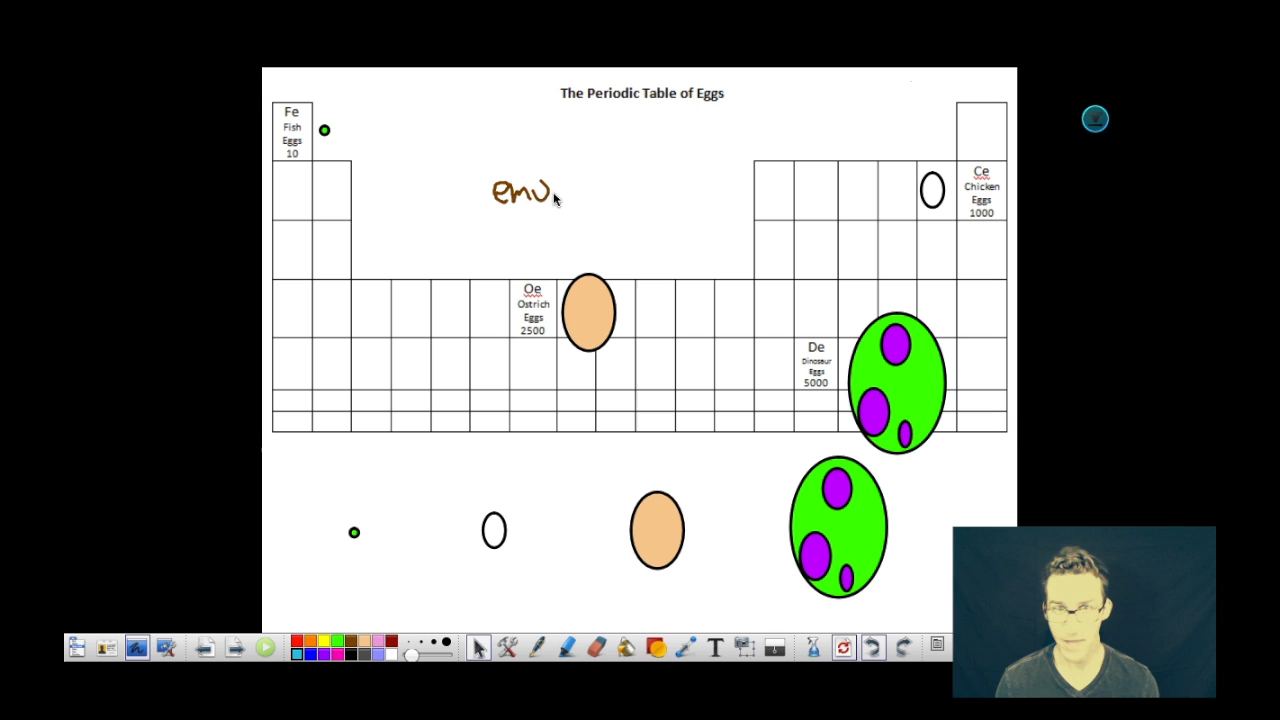 The Periodic Table of Eggs
Fe
Fish
Eggs
10
emu
Ce
Chicken
Eggs
1000
Oe
Ostrich
Eggs
2500
De
Dinosaur
Eggs
5000
T